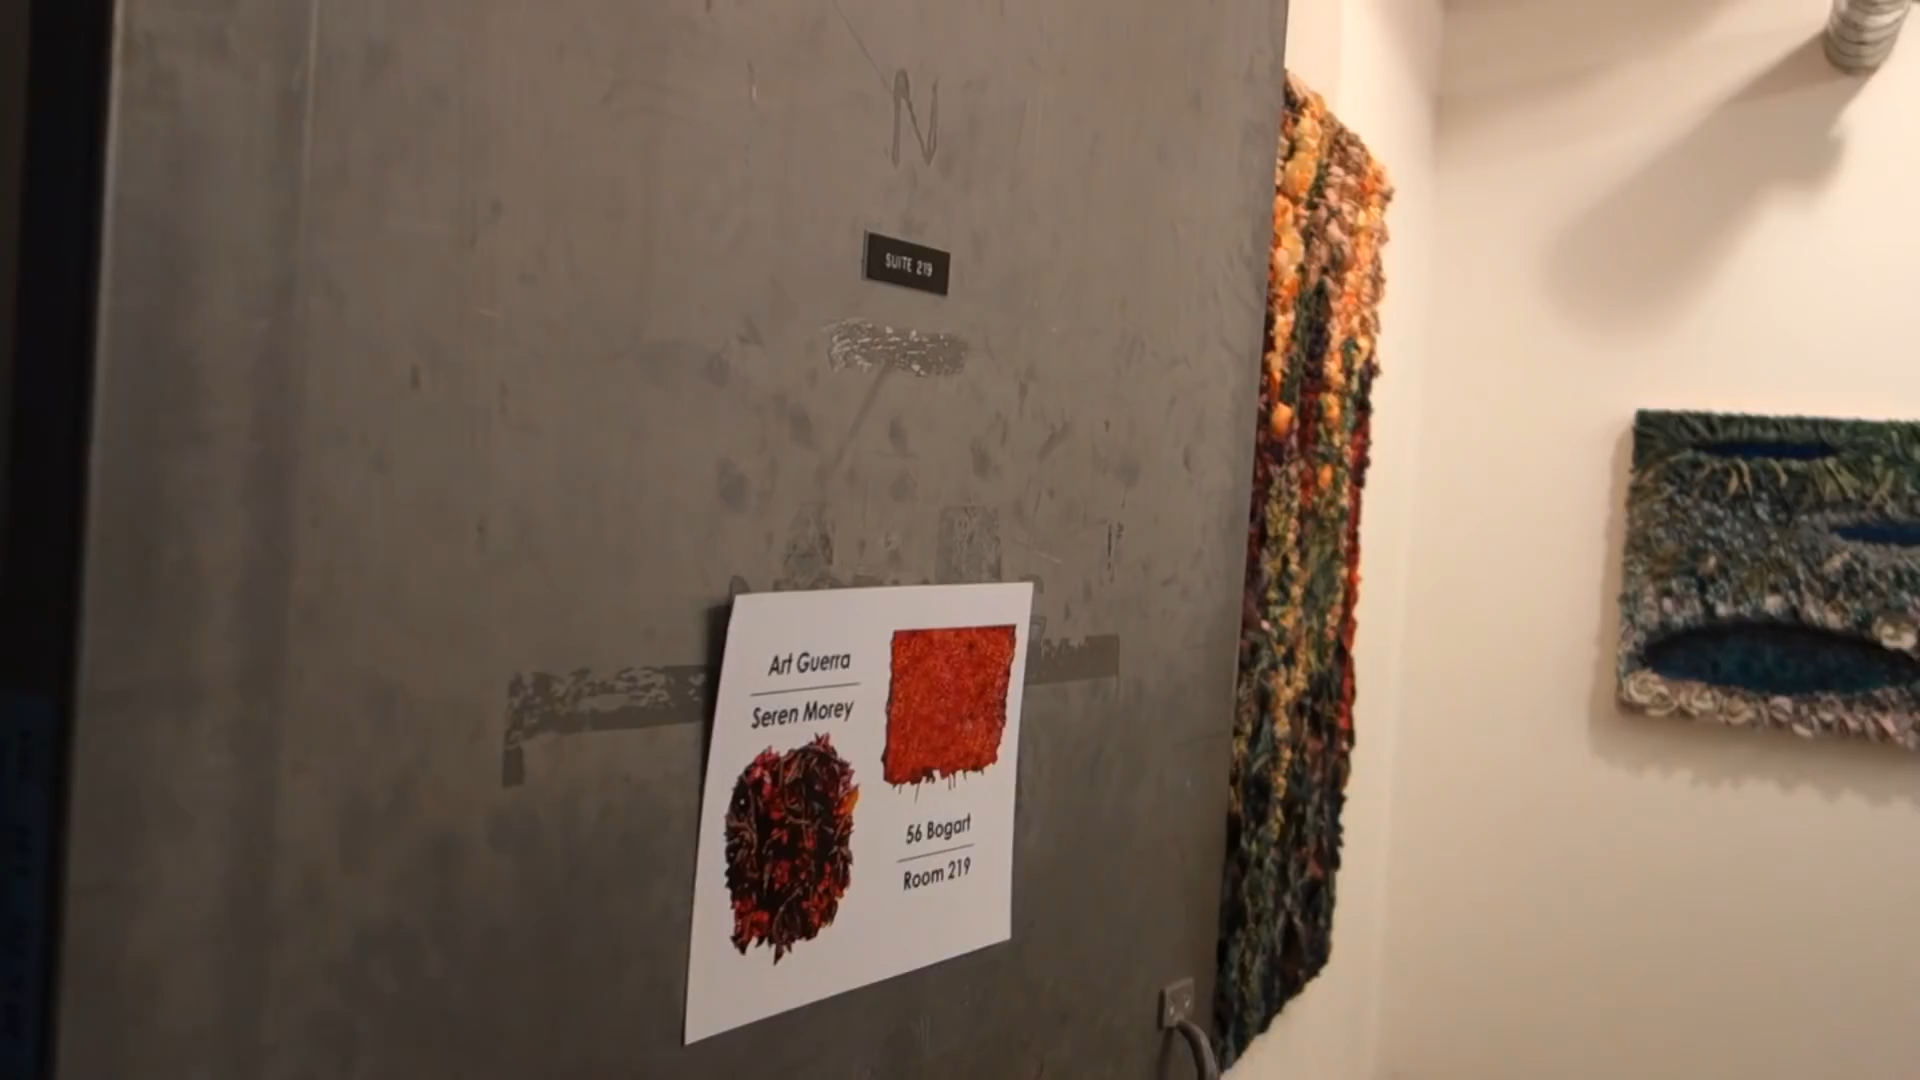 N
SUITE 219
Art Guerra
Seren Morey
56 Bogart
Room 219